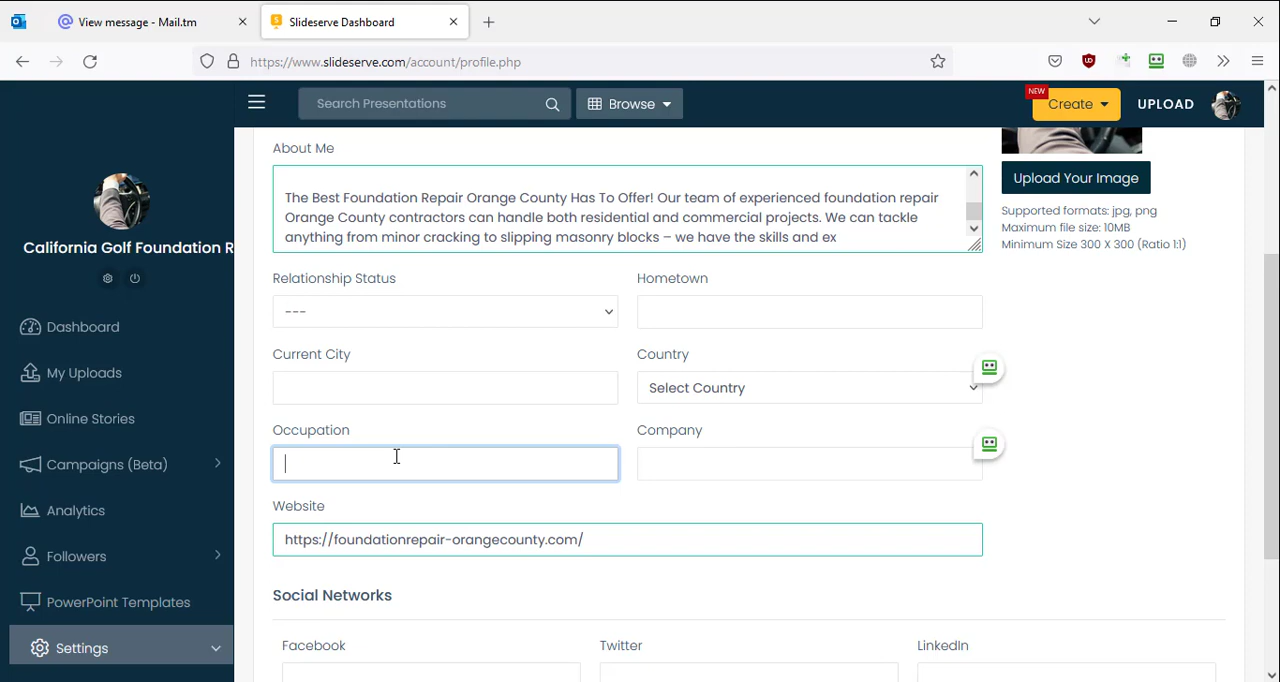 View message - Mail.tm
Slideserve Dashboard
https://www.slideserve.com/account/profile.php
Search Presentations
Browse
NEW
Create
UPLOAD
California Golf Foundation R
Dashboard
My Uploads
Online Stories
Campaigns (Beta)
Analytics
Followers
PowerPoint Templates
Settings
About Me
The Best Foundation Repair Orange County Has To Offer! Our team of experienced foundation repair
Orange County contractors can handle both residential and commercial projects. We can tackle
anything from minor cracking to slipping masonry blocks – we have the skills and ex
Upload Your Image
Supported formats: jpg, png
Maximum file size: 10MB
Minimum Size 300 X 300 (Ratio 1:1)
Relationship Status
Hometown
---
Current City
Country
Select Country
Occupation
Company
Website
https://foundationrepair-orangecounty.com/
Social Networks
Facebook
Twitter
LinkedIn